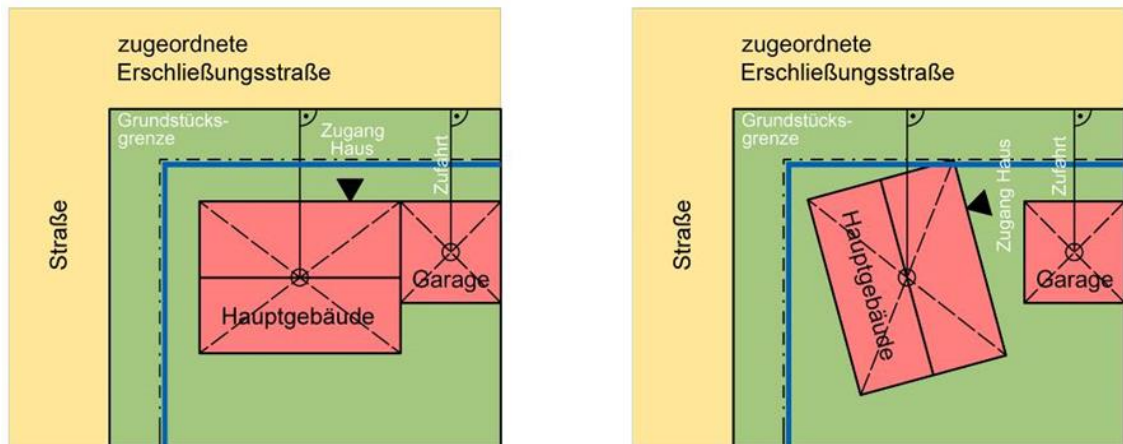 zugeordnete
Erschließungsstraße
Grundstücks-
grenze
Zugang
Haus
Zufahrt
Straße
Garage
Hauptgebäude
zugeordnete
Erschließungsstraße
Grundstücks-
grenze
Zugang Haus
Zufahrt
Straße
Hauptgebäude
Garage